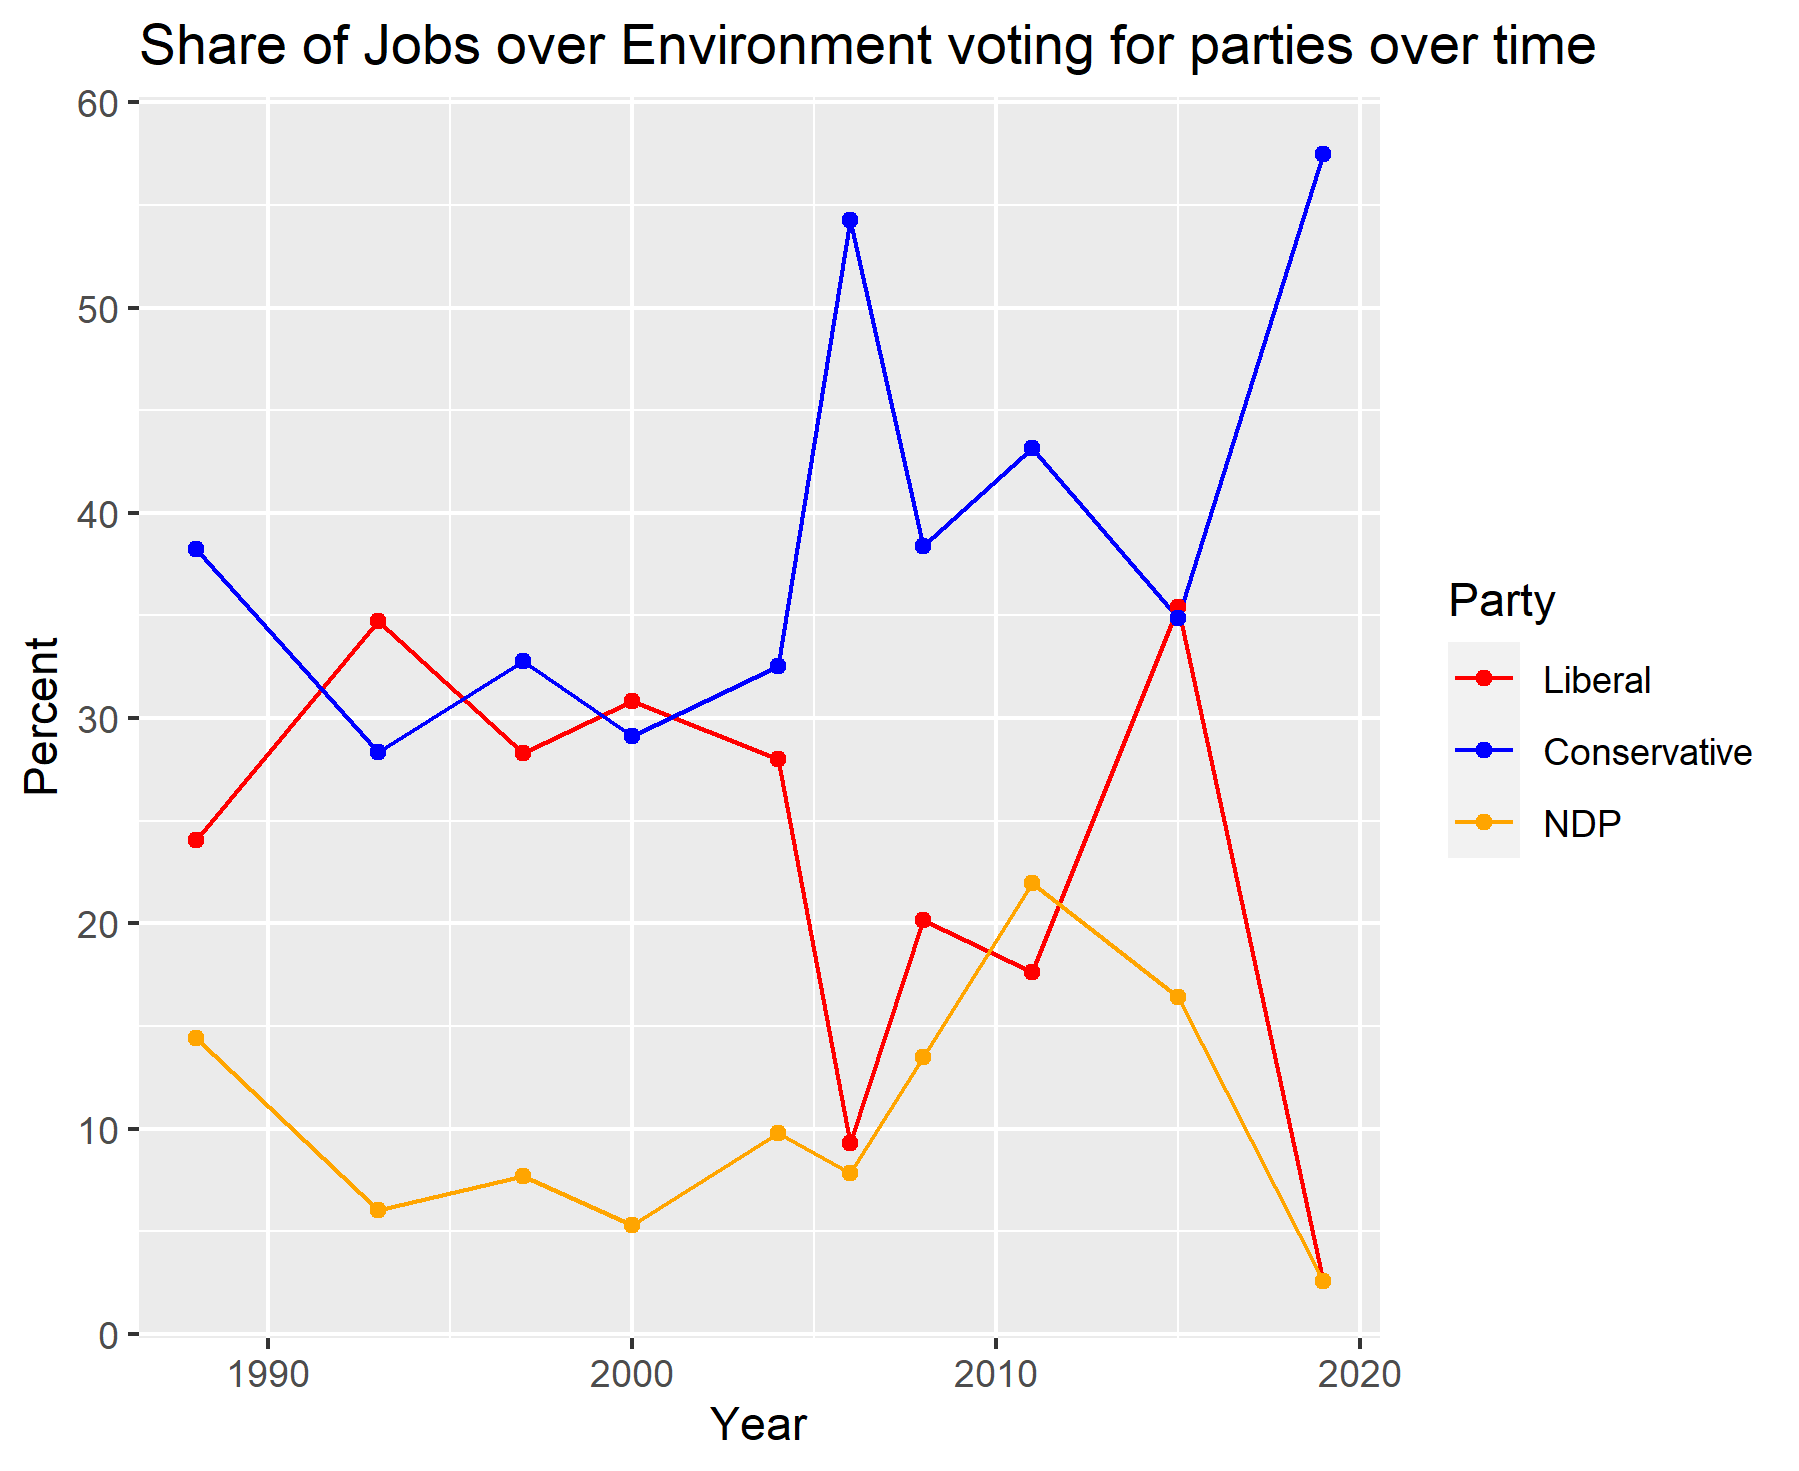 Share of Jobs over Environment voting for parties over time
60
50
40
30
20
10
0
Percent
1990 2000 2010 2020
Year
Party
Liberal
Conservative
NDP